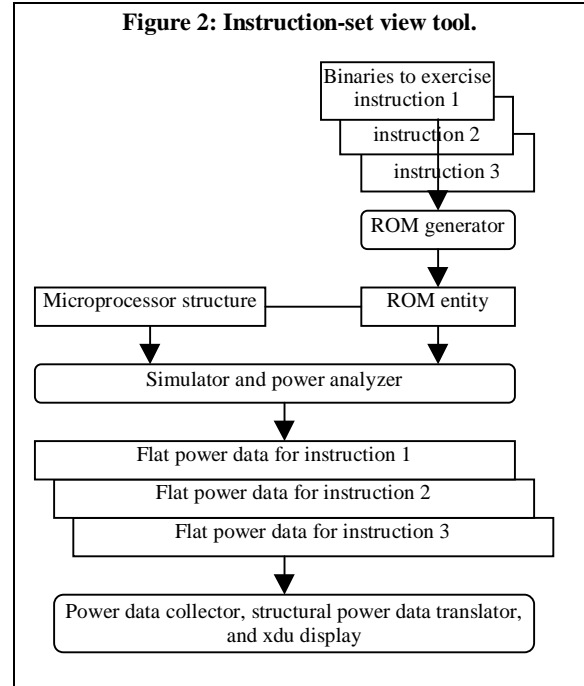 Figure 2: Instruction-set view tool.
Binaries to exercise
instruction 1
instruction 2
instruction 3
ROM generator
Microprocessor structure
ROM entity
Simulator and power analyzer
Flat power data for instruction 1
Flat power data for instruction 2
Flat power data for instruction 3
Power data collector, structural power data translator,
and xdu display